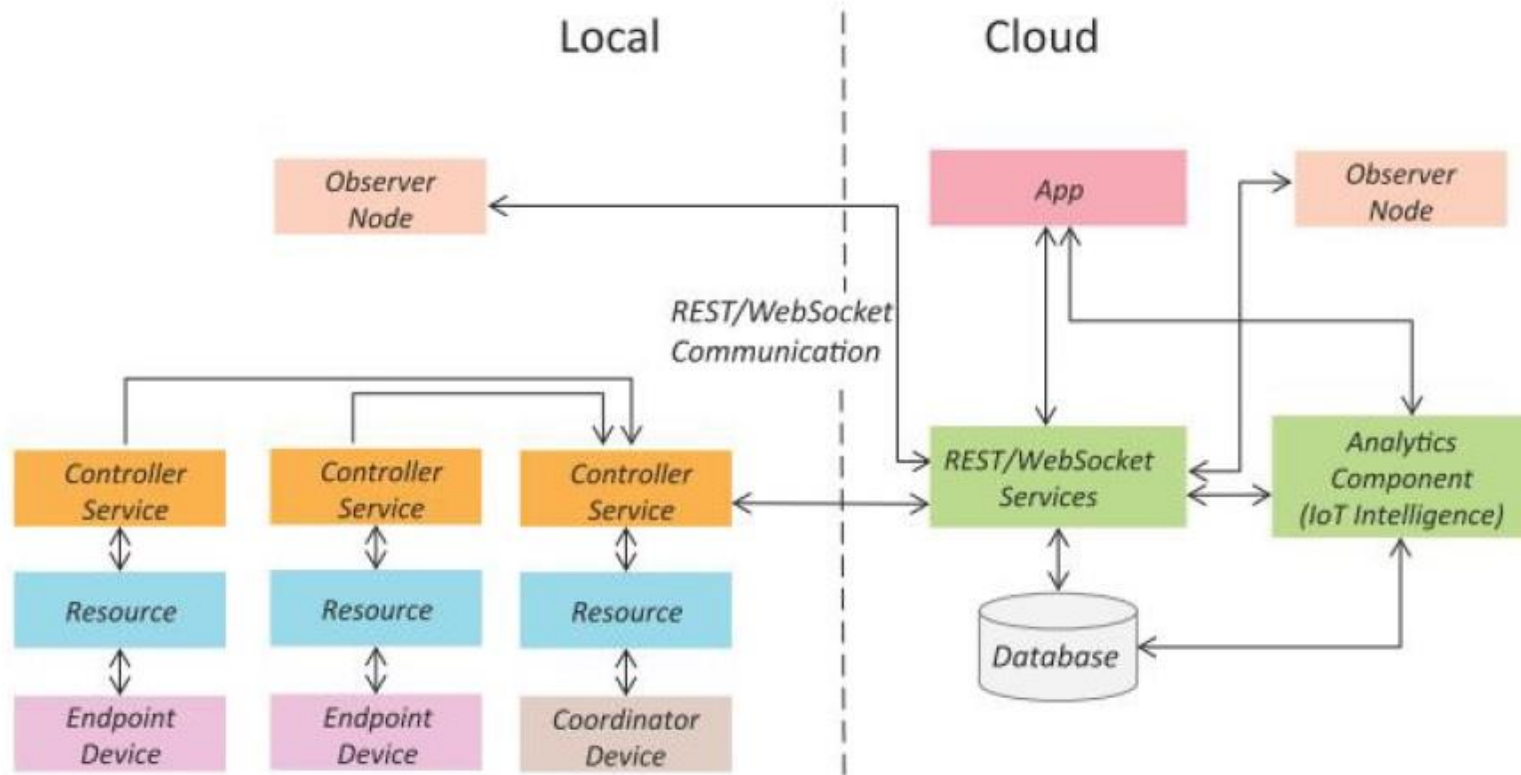 Local
Cloud
Observer
Node
App
Observer
Node
REST/WebSocket
Communication
Controller
Service
Controller
Service
Controller
Service
REST/WebSocket
Services
Analytics
Component
(IoT Intelligence)
Resource
Resource
Resource
Database
Endpoint
Device
Endpoint
Device
Coordinator
Device